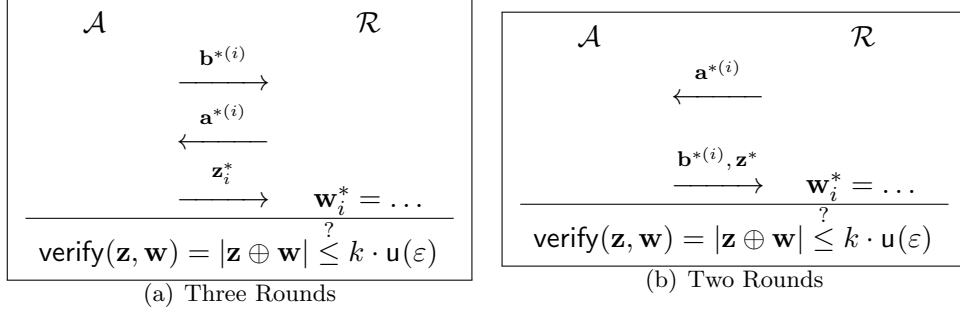 𝒜 ℛ
b*⁽ⁱ⁾
a*⁽ⁱ⁾
z*ᵢ
w*ᵢ = …
verify(z, w) = |z ⊕ w| ≤? k · u(ε)
(a) Three Rounds
𝒜 ℛ
a*⁽ⁱ⁾
b*⁽ⁱ⁾, z*
w*ᵢ = …
verify(z, w) = |z ⊕ w| ≤? k · u(ε)
(b) Two Rounds